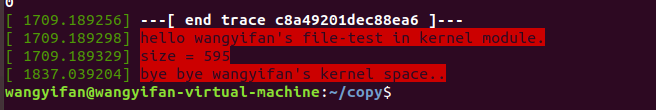 0
[ 1709.189256] ---[ end trace c8a49201dec88ea6 ]---
[ 1709.189298] hello wangyifan's file-test in kernel module.
[ 1709.189329] size = 595
[ 1837.039204] bye bye wangyifan's kernel space..
wangyifan@wangyifan-virtual-machine:~/copy$